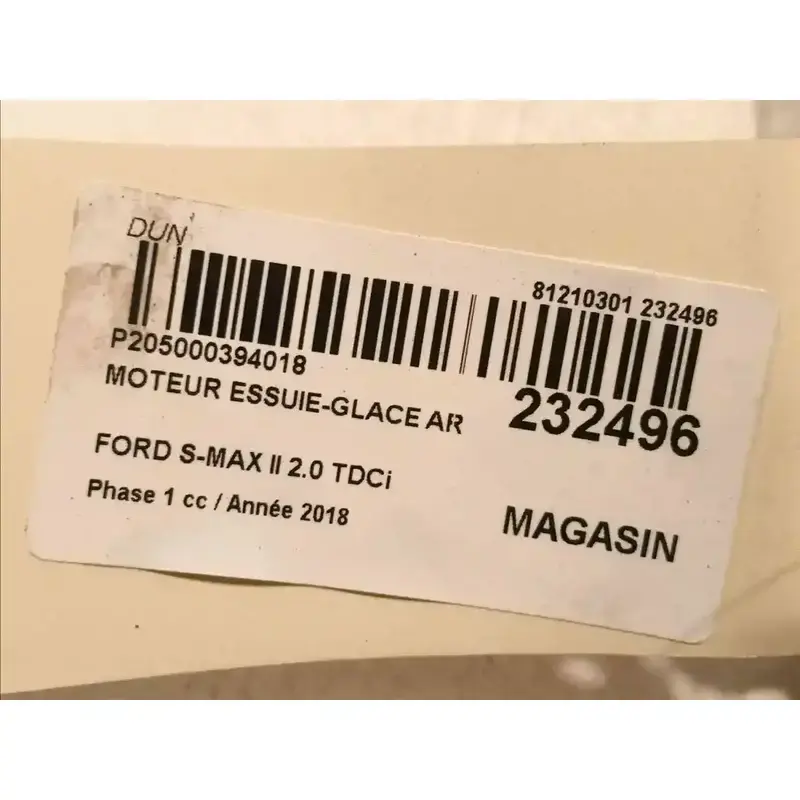 DUN
81210301 232496
P205000394018
MOTEUR ESSUIE-GLACE AR
232496
FORD S-MAX II 2.0 TDCi
Phase 1 cc / Année 2018
MAGASIN